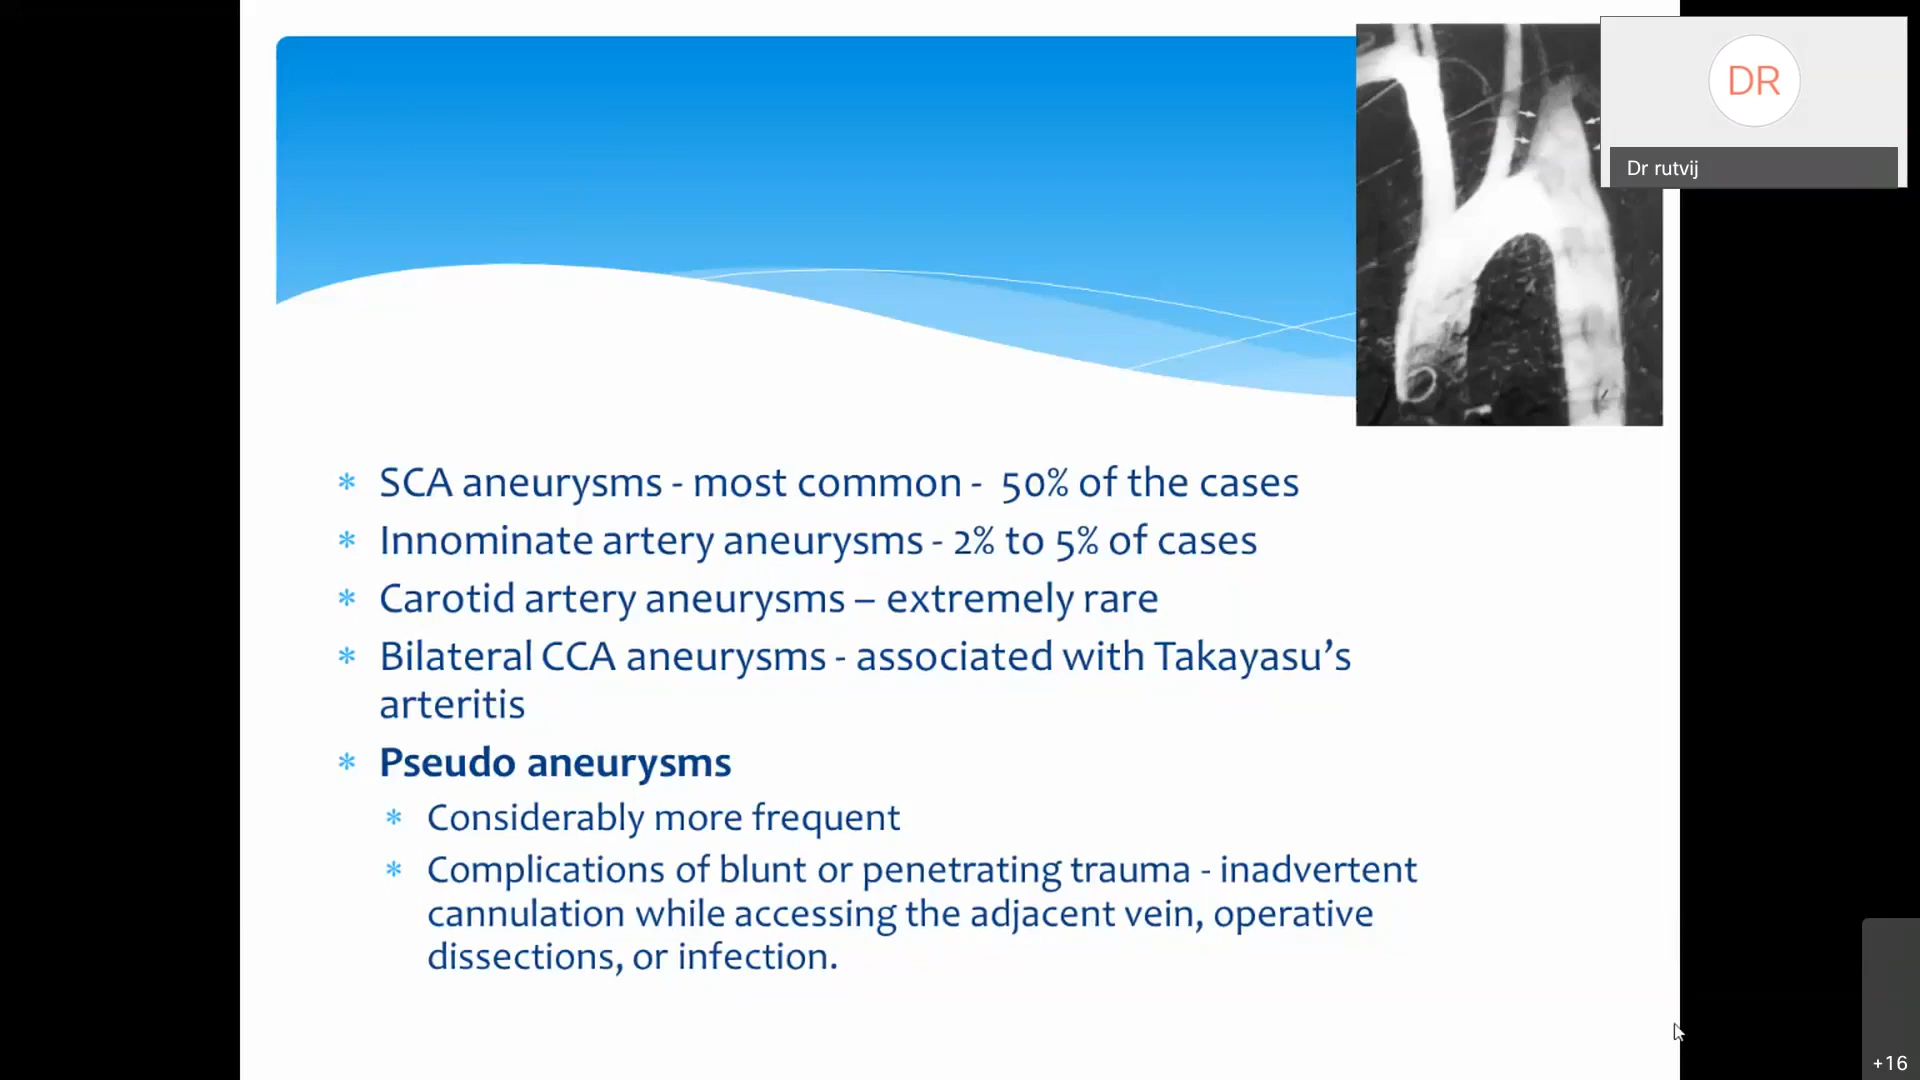 DR
Dr rutvij
* SCA aneurysms - most common - 50% of the cases
* Innominate artery aneurysms - 2% to 5% of cases
* Carotid artery aneurysms – extremely rare
* Bilateral CCA aneurysms - associated with Takayasu’s
arteritis
* Pseudo aneurysms
* Considerably more frequent
* Complications of blunt or penetrating trauma - inadvertent
cannulation while accessing the adjacent vein, operative
dissections, or infection.
+16